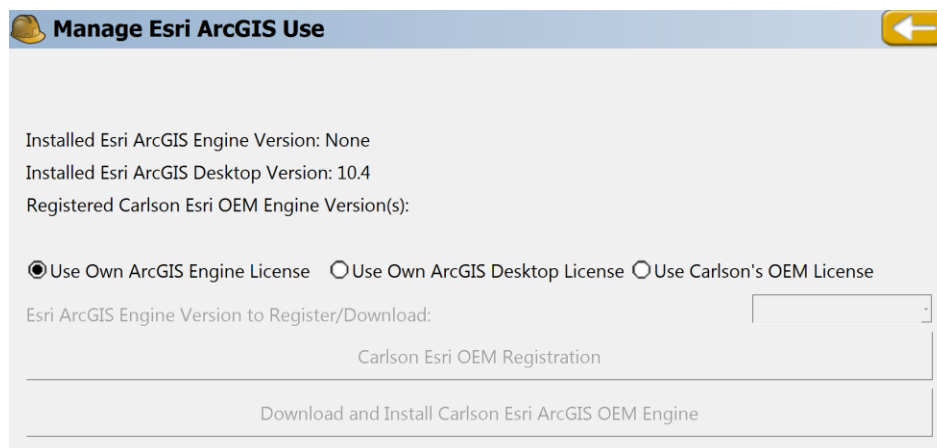 Manage Esri ArcGIS Use
Installed Esri ArcGIS Engine Version: None
Installed Esri ArcGIS Desktop Version: 10.4
Registered Carlson Esri OEM Engine Version(s):
Use Own ArcGIS Engine License Use Own ArcGIS Desktop License Use Carlson's OEM License
Esri ArcGIS Engine Version to Register/Download:
Carlson Esri OEM Registration
Download and Install Carlson Esri ArcGIS OEM Engine